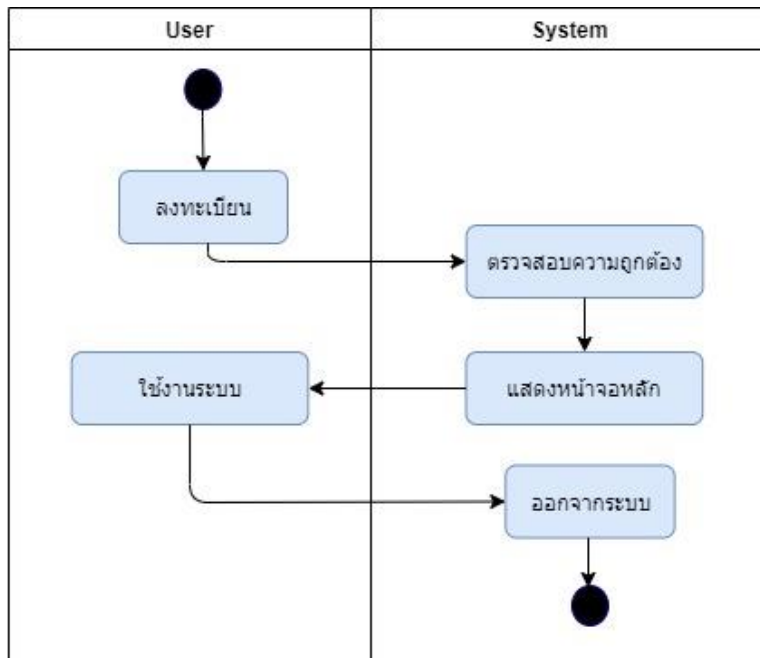 User
System
ลงทะเบียน
ตรวจสอบความถูกต้อง
แสดงหน้าจอหลัก
ใช้งานระบบ
ออกจากระบบ